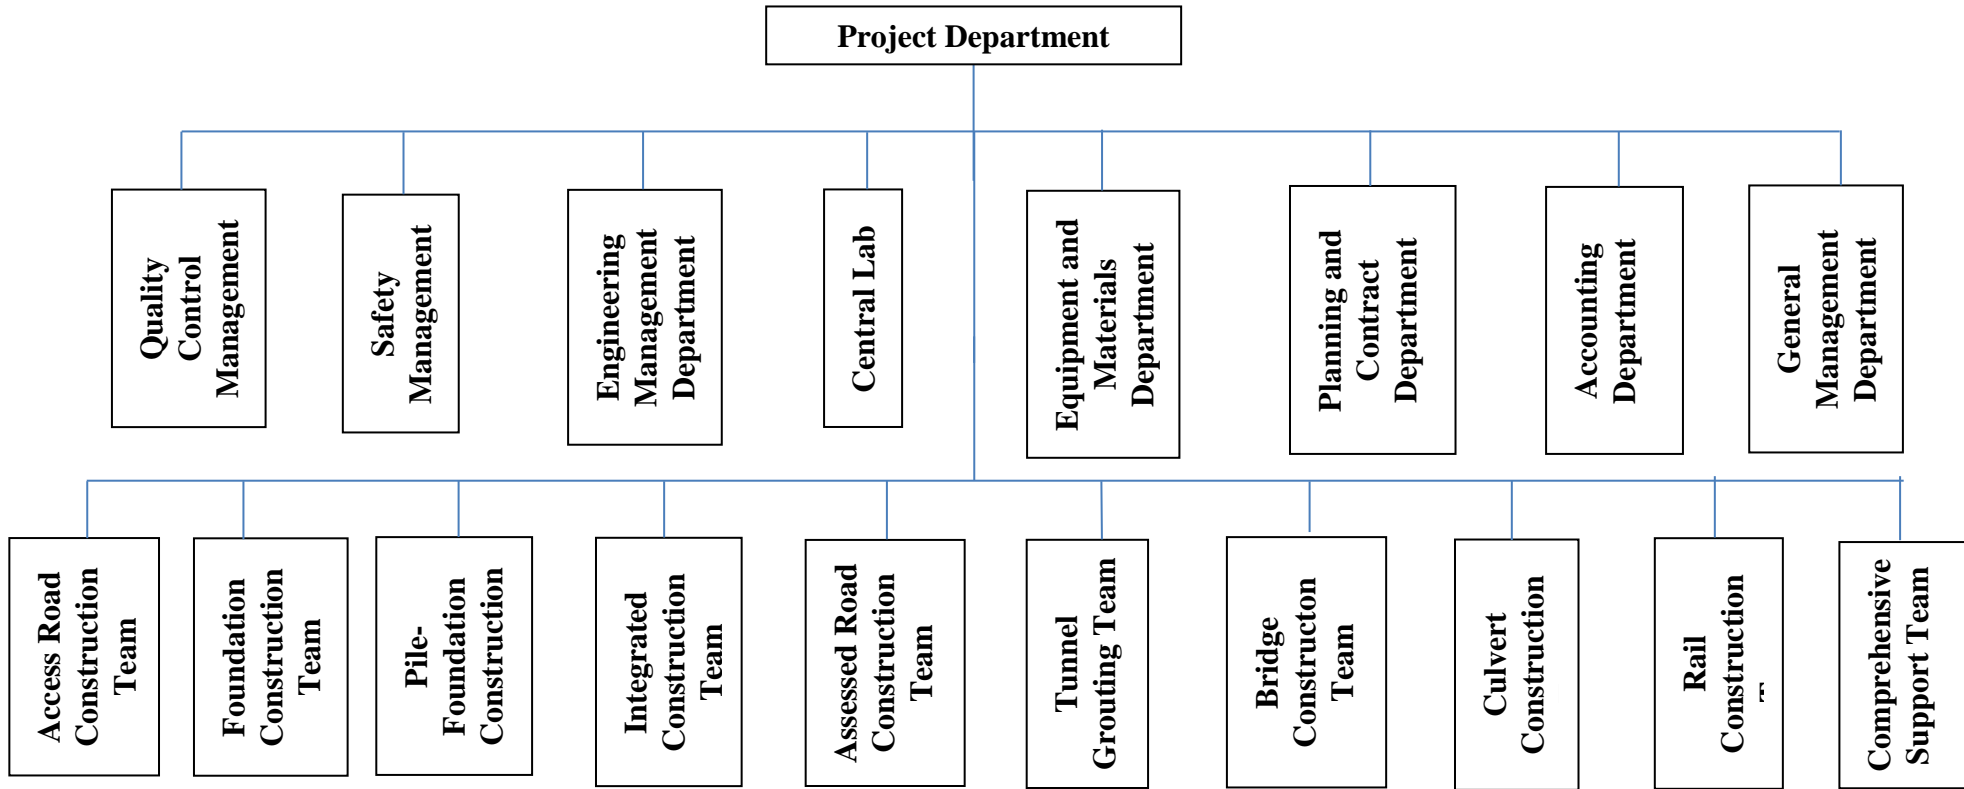 Project Department
Quality
Control
Management
Safety
Management
Engineering
Management
Department
Central Lab
Equipment and
Materials
Department
Planning and
Contract
Department
Accounting
Department
General
Management
Department
Access Road
Construction
Team
Foundation
Construction
Team
Pile-
Foundation
Construction
Integrated
Construction
Team
Assessed Road
Construction
Team
Tunnel
Grouting Team
Bridge
Constructon
Team
Culvert
Construction
Rail
Construction
Comprehensive
Support Team